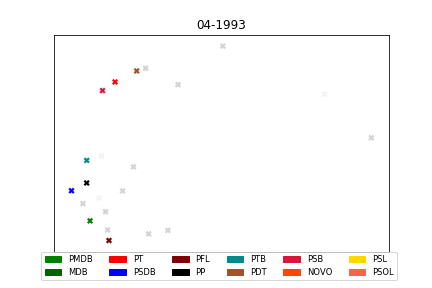 04-1993
PMDB PT PFL PTB PSB PSL
MDB PSDB PP PDT NOVO PSOL